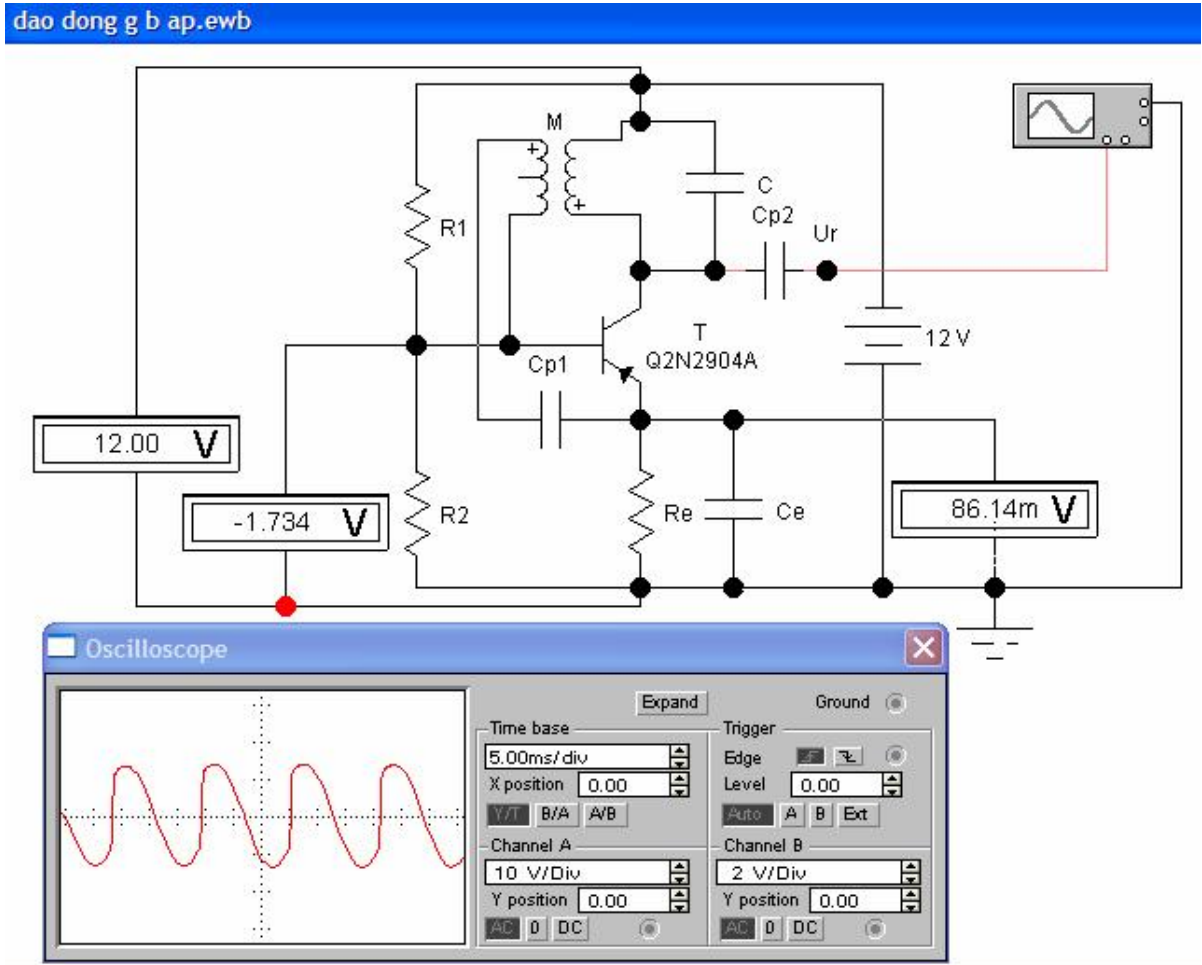 dao dong g b ap.ewb
M
+
+
C
Cp2
Ur
R1
T
Q2N2904A
12 V
Cp1
12.00 V
-1.734 V
R2
Re
Ce
86.14m V
Oscilloscope
Expand
Ground
Time base
5.00ms/div
X position 0.00
Y/T B/A A/B
Trigger
Edge
Level 0.00
Auto A B Ext
Channel A
10 V/Div
Y position 0.00
AC 0 DC
Channel B
2 V/Div
Y position 0.00
AC 0 DC